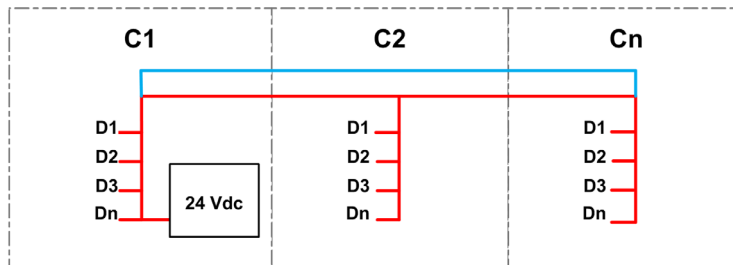 C1 C2 Cn
D1 D1 D1
D2 D2 D2
D3 D3 D3
Dn Dn Dn
24 Vdc